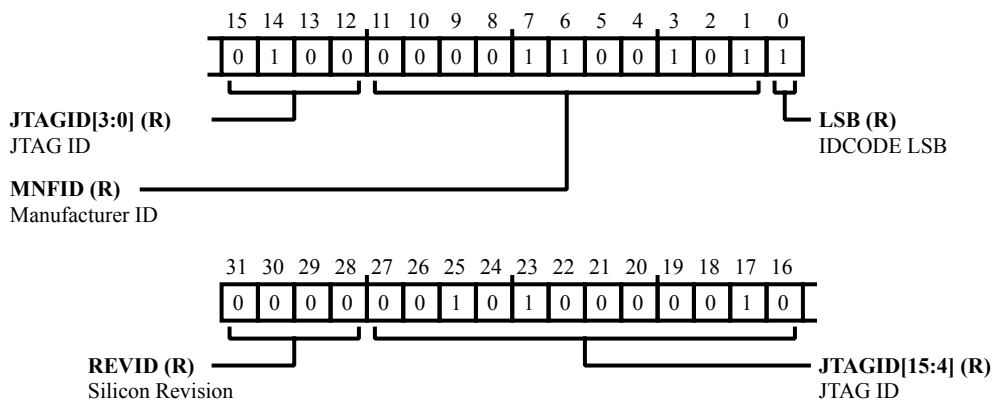 15 14 13 12 11 10 9 8 7 6 5 4 3 2 1 0
0 1 0 0 0 0 0 0 1 1 0 0 1 0 1 1
JTAGID[3:0] (R)
JTAG ID
LSB (R)
IDCODE LSB
MNFID (R)
Manufacturer ID
31 30 29 28 27 26 25 24 23 22 21 20 19 18 17 16
0 0 0 0 0 0 1 0 1 0 0 0 0 0 1 0
REVID (R)
Silicon Revision
JTAGID[15:4] (R)
JTAG ID